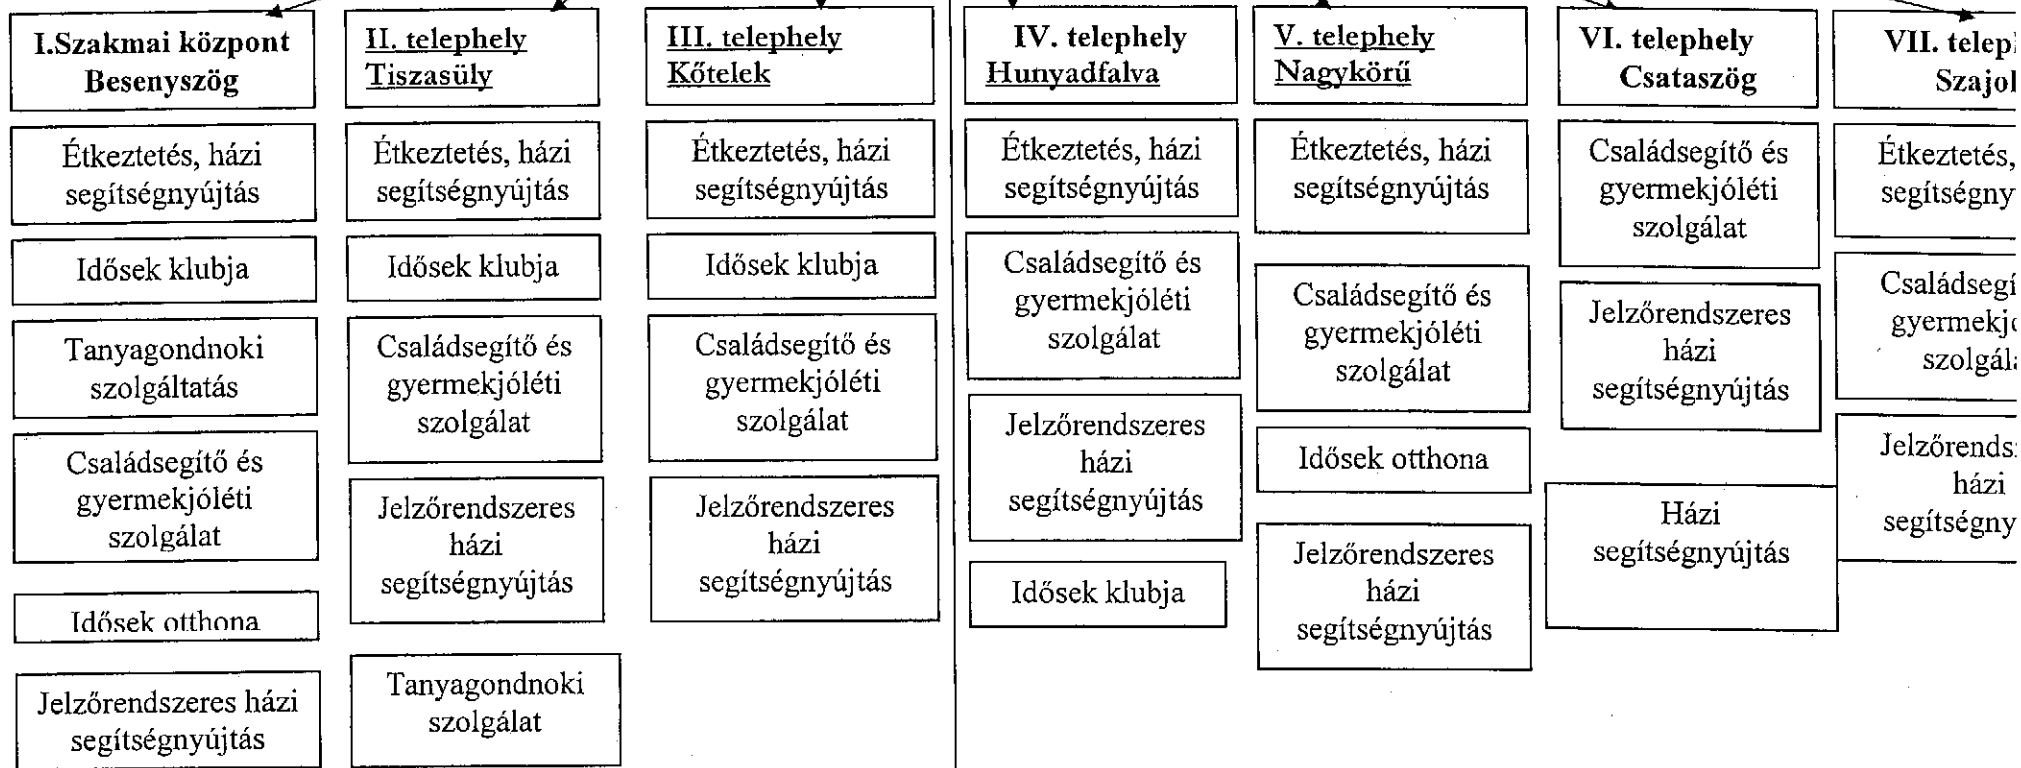 I.Szakmai központ
Besenyszög
Étkeztetés, házi
segítségnyújtás
Idősek klubja
Tanyagondnoki
szolgáltatás
Családsegítő és
gyermekjóléti
szolgálat
Idősek otthona
Jelzőrendszeres házi
segítségnyújtás
II. telephely
Tiszasüly
Étkeztetés, házi
segítségnyújtás
Idősek klubja
Családsegítő és
gyermekjóléti
szolgálat
Jelzőrendszeres
házi
segítségnyújtás
Tanyagondnoki
szolgálat
III. telephely
Kőtelek
Étkeztetés, házi
segítségnyújtás
Idősek klubja
Családsegítő és
gyermekjóléti
szolgálat
Jelzőrendszeres
házi
segítségnyújtás
IV. telephely
Hunyadfalva
Étkeztetés, házi
segítségnyújtás
Családsegítő és
gyermekjóléti
szolgálat
Jelzőrendszeres
házi
segítségnyújtás
Idősek klubja
V. telephely
Nagykörű
Étkeztetés, házi
segítségnyújtás
Családsegítő és
gyermekjóléti
szolgálat
Idősek otthona
Jelzőrendszeres
házi
segítségnyújtás
VI. telephely
Csataszög
Családsegítő és
gyermekjóléti
szolgálat
Jelzőrendszeres
házi
segítségnyújtás
Házi
segítségnyújtás
VII.
Szajol
Étkeztetés,
házi